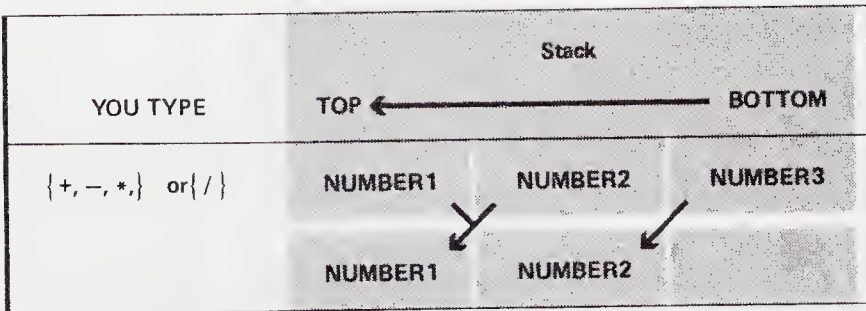 Stack
YOU TYPE TOP BOTTOM
{+, −, *,} or{ / } NUMBER1 NUMBER2 NUMBER3
NUMBER1 NUMBER2